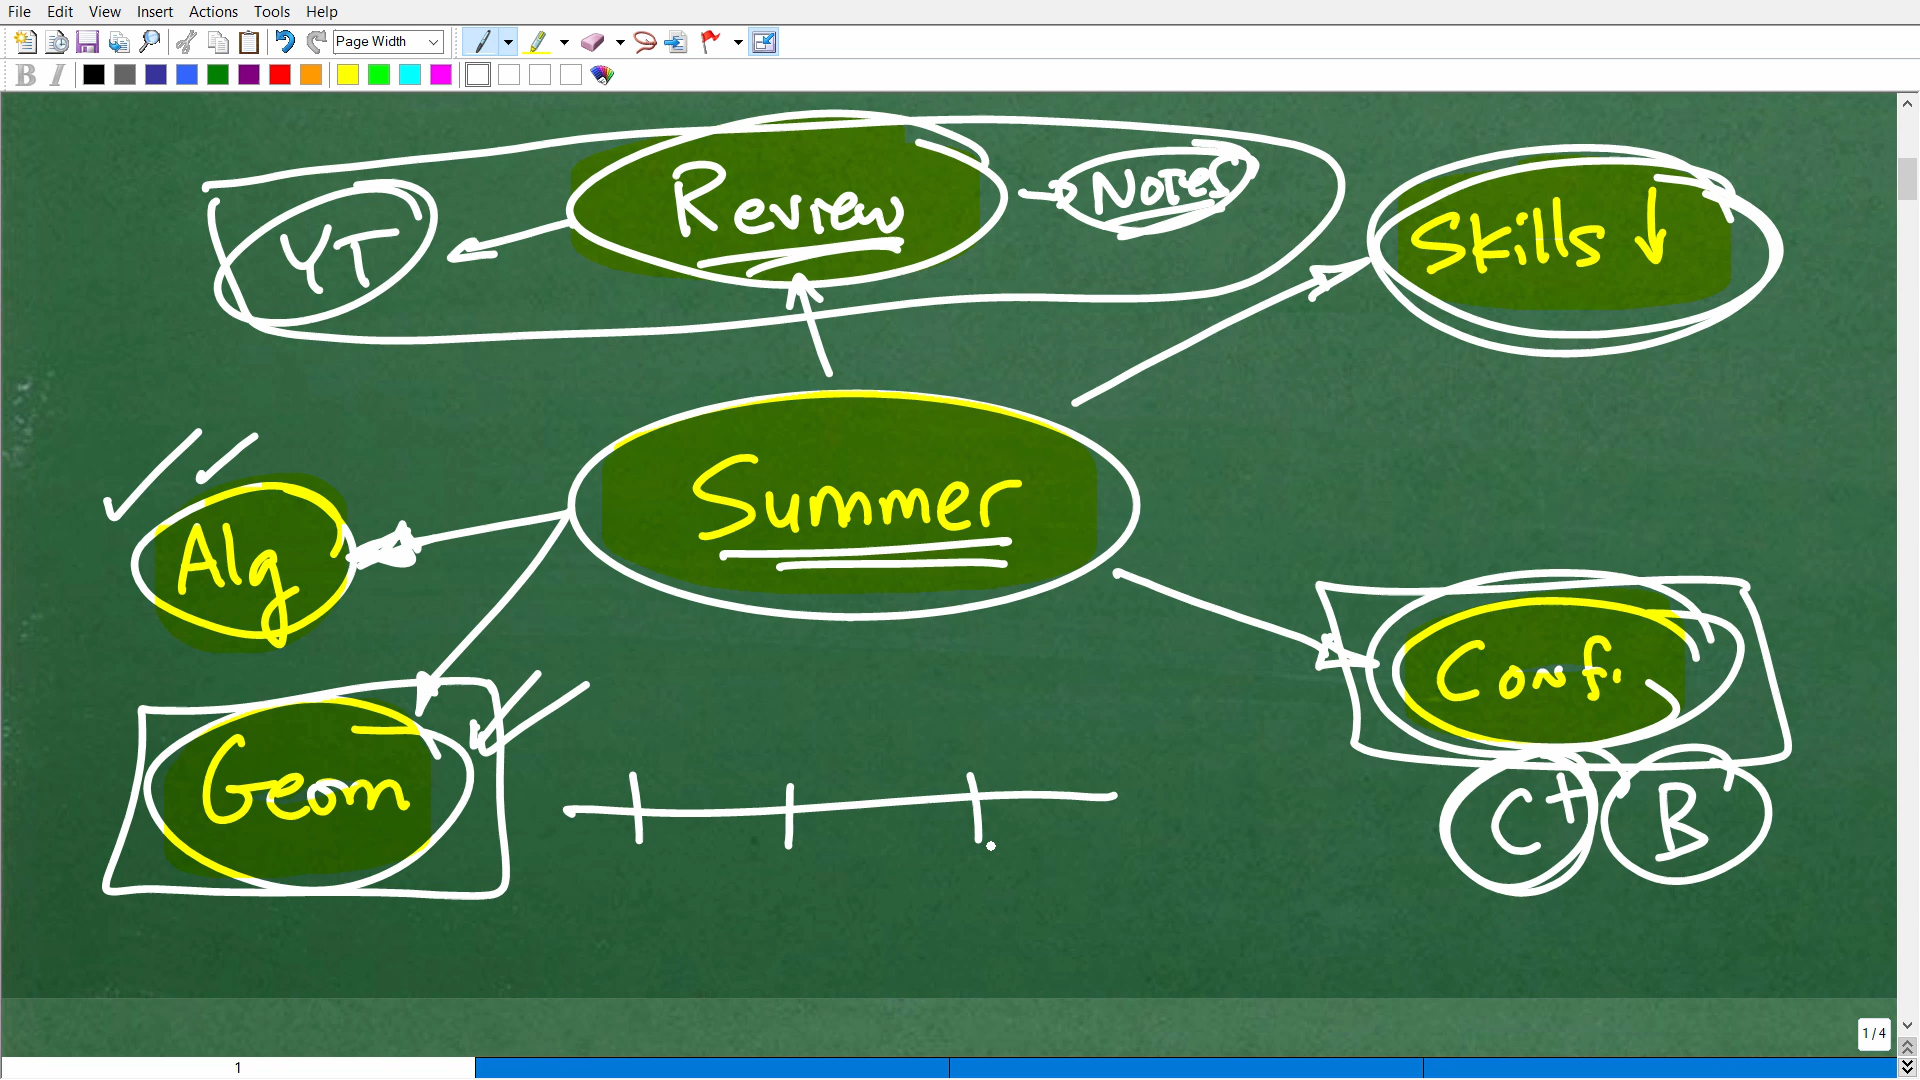 File Edit View Insert Actions Tools Help
Page Width
B I
Review
Notes
YT
Skills ↓
Summer
Alg
Geom
Conf.
C+ B
1 / 4
1